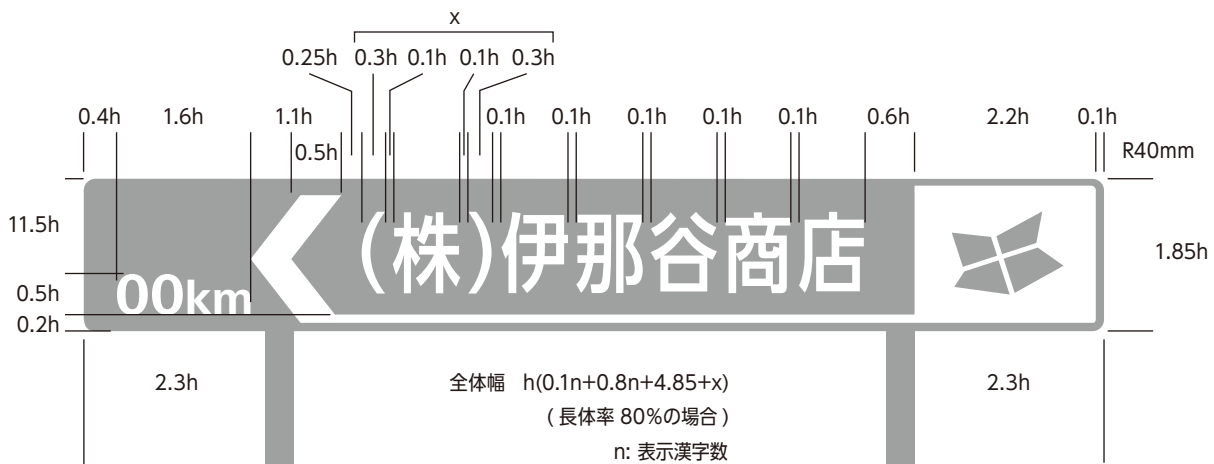 x
0.25h 0.3h 0.1h 0.1h 0.3h
0.4h 1.6h 1.1h 0.1h 0.1h 0.1h 0.1h 0.1h 0.6h 2.2h 0.1h
0.5h R40mm
11.5h
(株)伊那谷商店
1.85h
0.5h
00km
0.2h
2.3h 全体幅 h(0.1n+0.8n+4.85+x) 2.3h
(長体率 80%の場合)
n: 表示漢字数